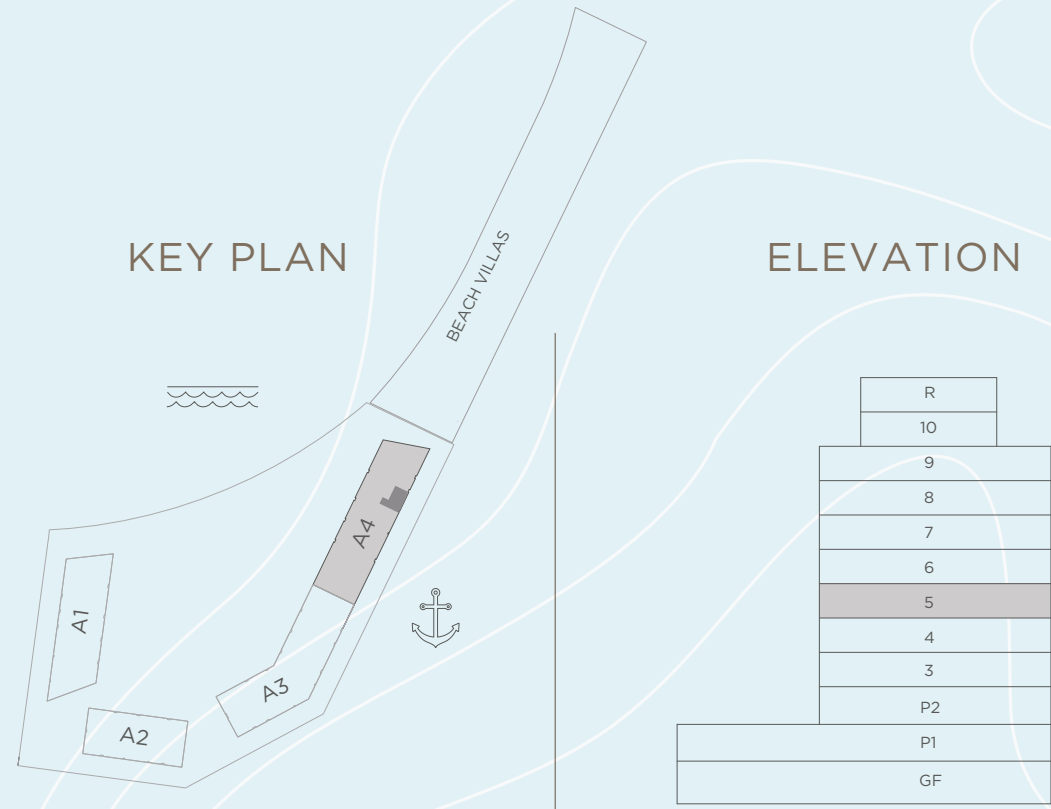 KEY PLAN
BEACH VILLAS
A4
A1
A3
A2
ELEVATION
R
10
9
8
7
6
5
4
3
P2
P1
GF